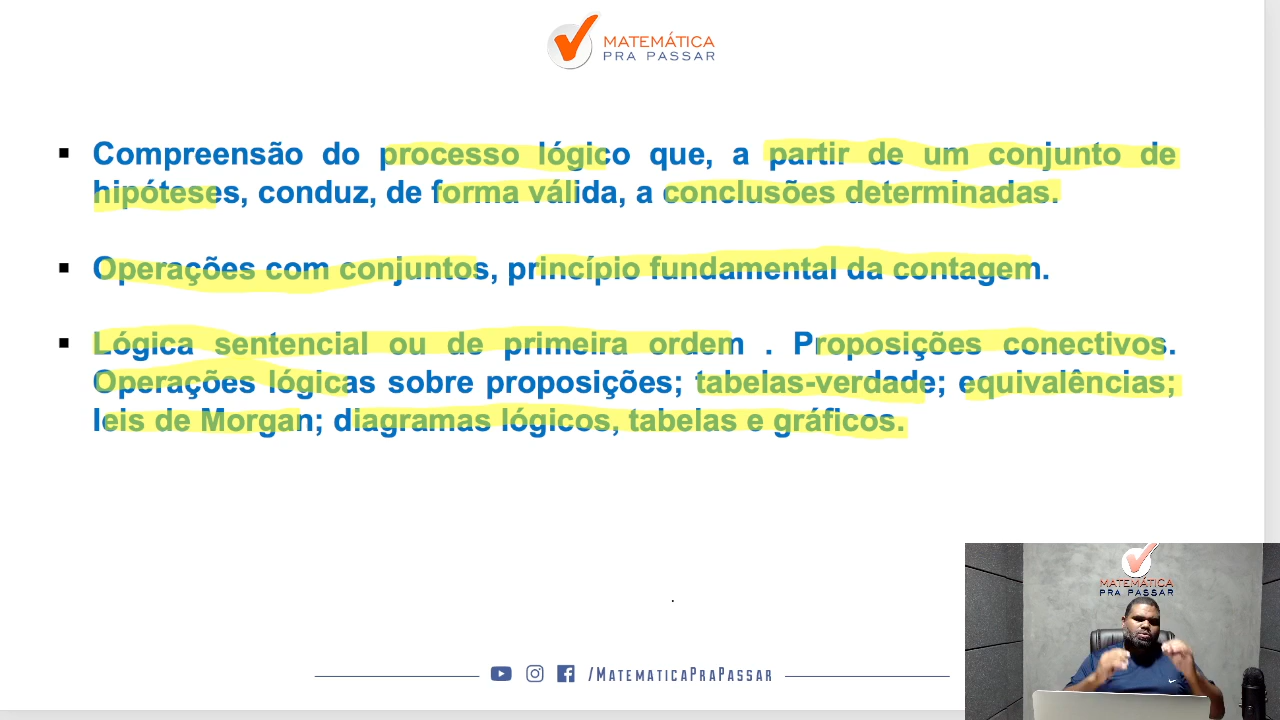 MATEMÁTICA
PRA PASSAR
Compreensão do processo lógico que, a partir de um conjunto de
hipóteses, conduz, de forma válida, a conclusões determinadas.
Operações com conjuntos, princípio fundamental da contagem.
Lógica sentencial ou de primeira ordem . Proposições conectivos.
Operações lógicas sobre proposições; tabelas-verdade; equivalências;
leis de Morgan; diagramas lógicos, tabelas e gráficos.
MATEMÁTICA
PRA PASSAR
/MATEMATICAPRAPASSAR